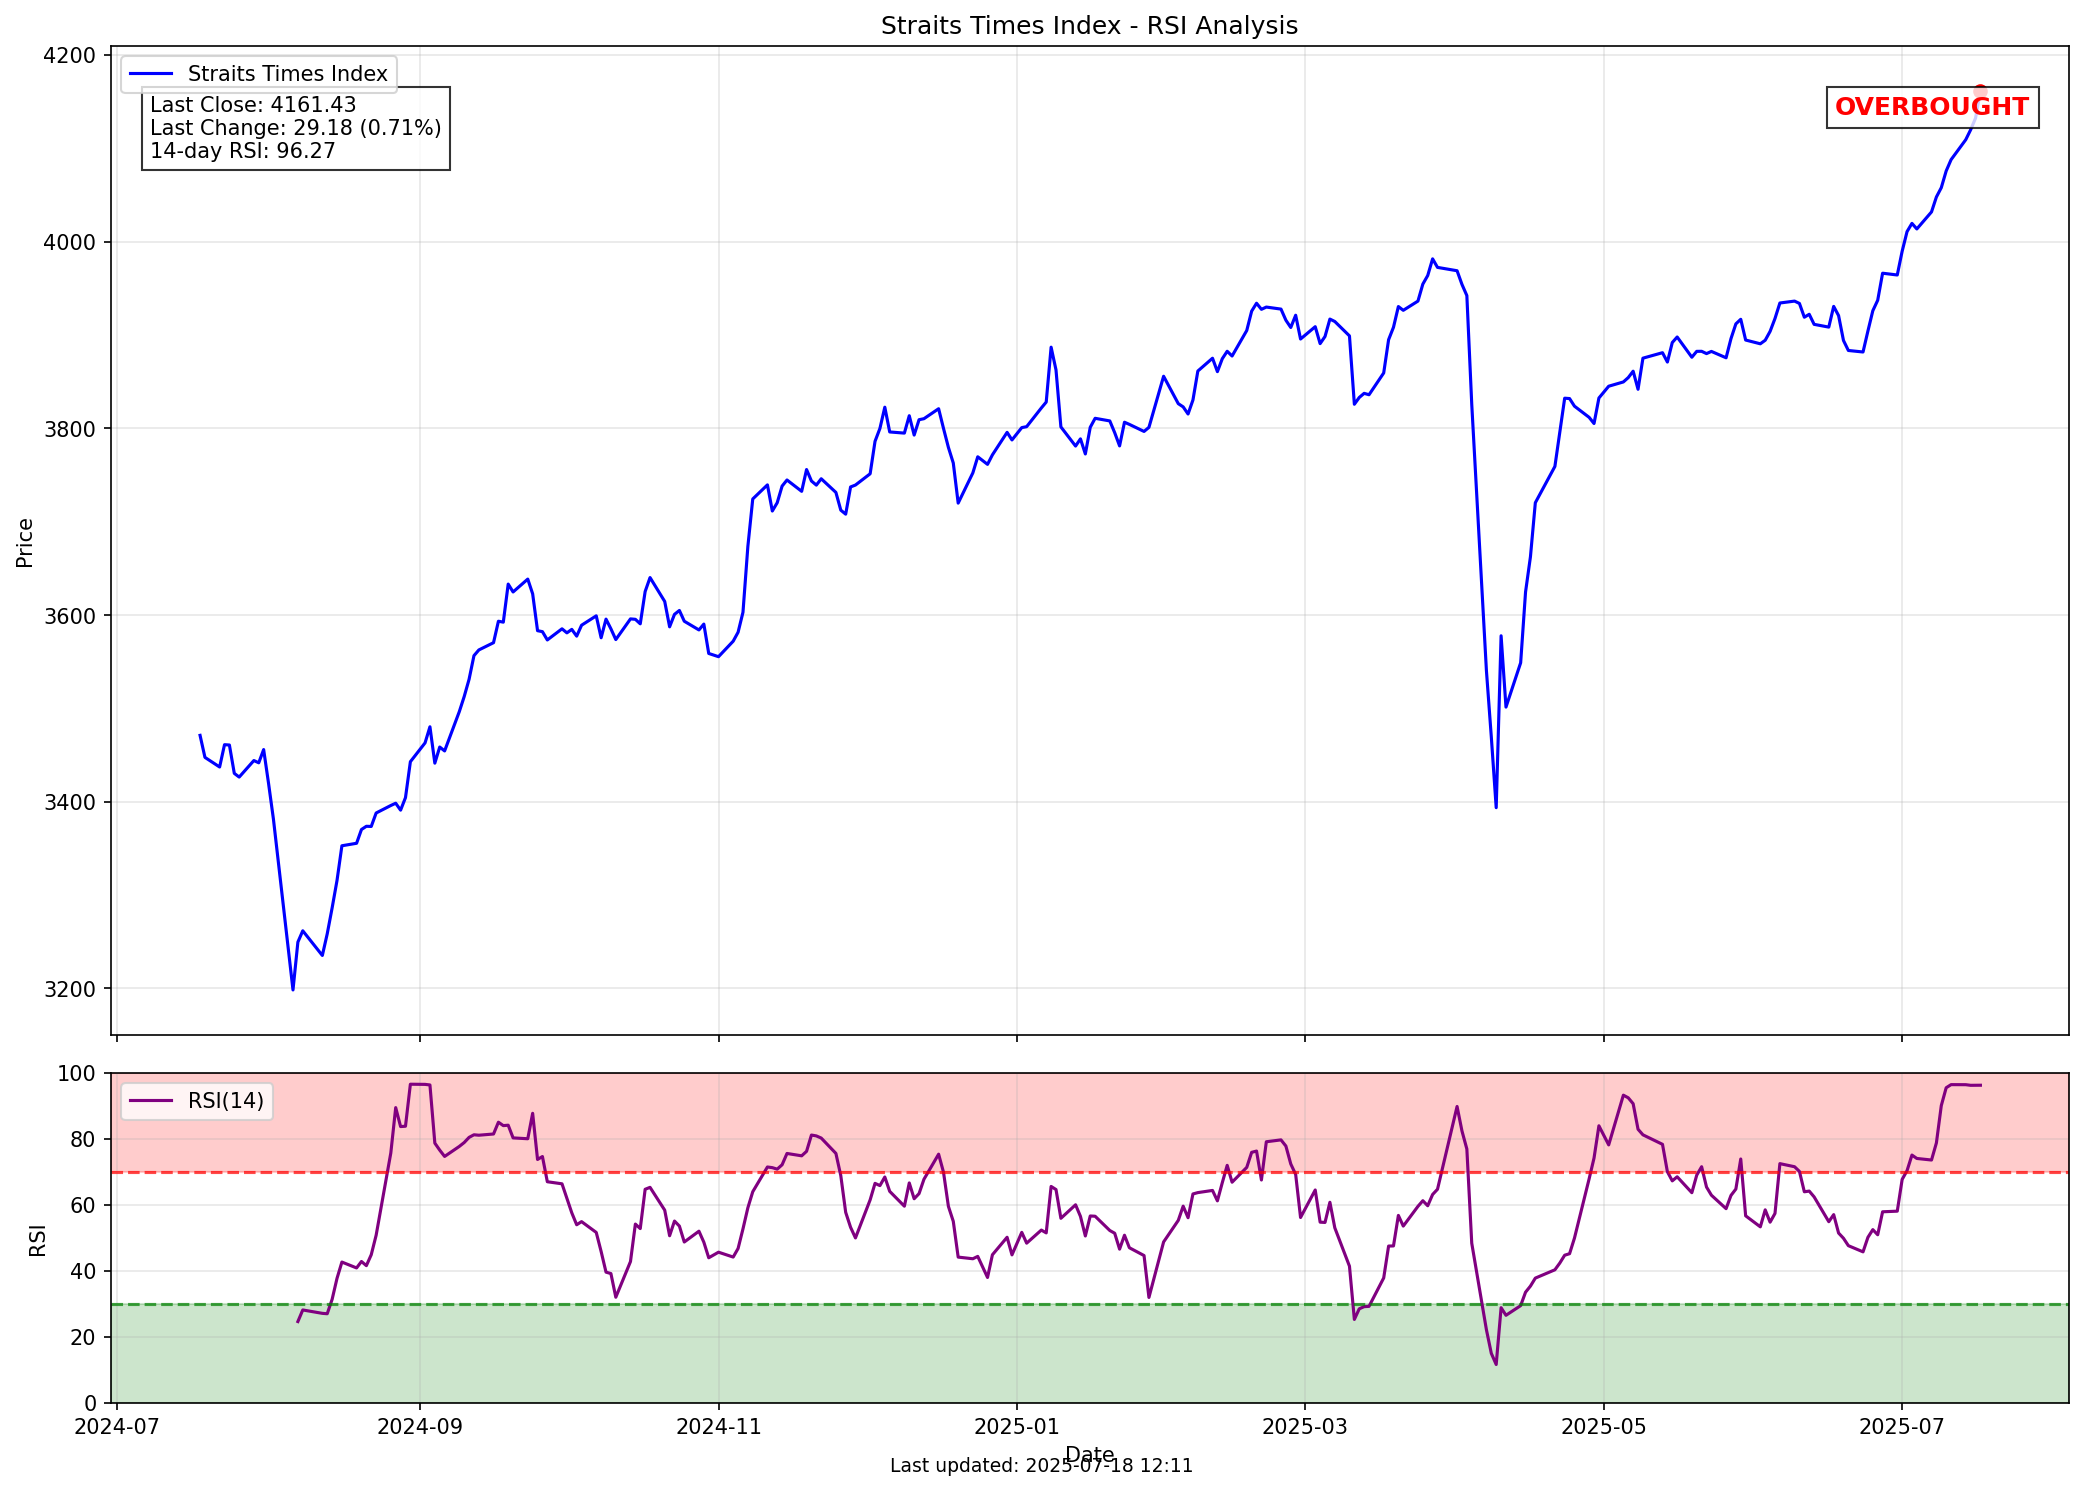 Straits Times Index - RSI Analysis
4200
4000
3800
3600
3400
3200
Price
Straits Times Index
Last Close: 4161.43
Last Change: 29.18 (0.71%)
14-day RSI: 96.27
OVERBOUGHT
100
80
60
40
20
0
RSI
RSI(14)
2024-07
2024-09
2024-11
2025-01
2025-03
2025-05
2025-07
Date
Last updated: 2025-07-18 12:11